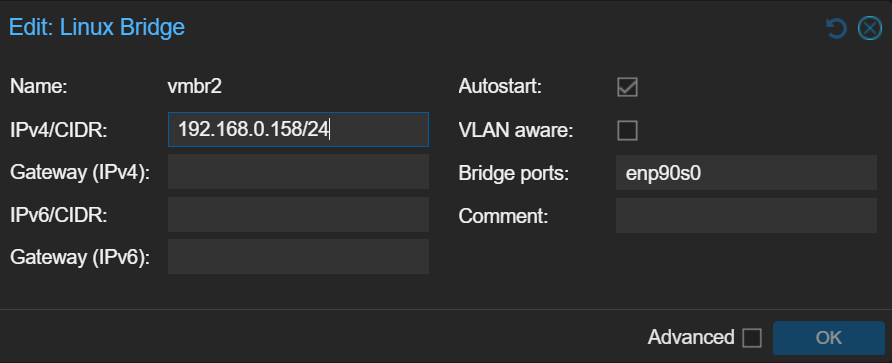 Edit: Linux Bridge
Name: vmbr2 Autostart:
IPv4/CIDR: 192.168.0.158/24 VLAN aware:
Gateway (IPv4): Bridge ports: enp90s0
IPv6/CIDR: Comment:
Gateway (IPv6):
Advanced OK